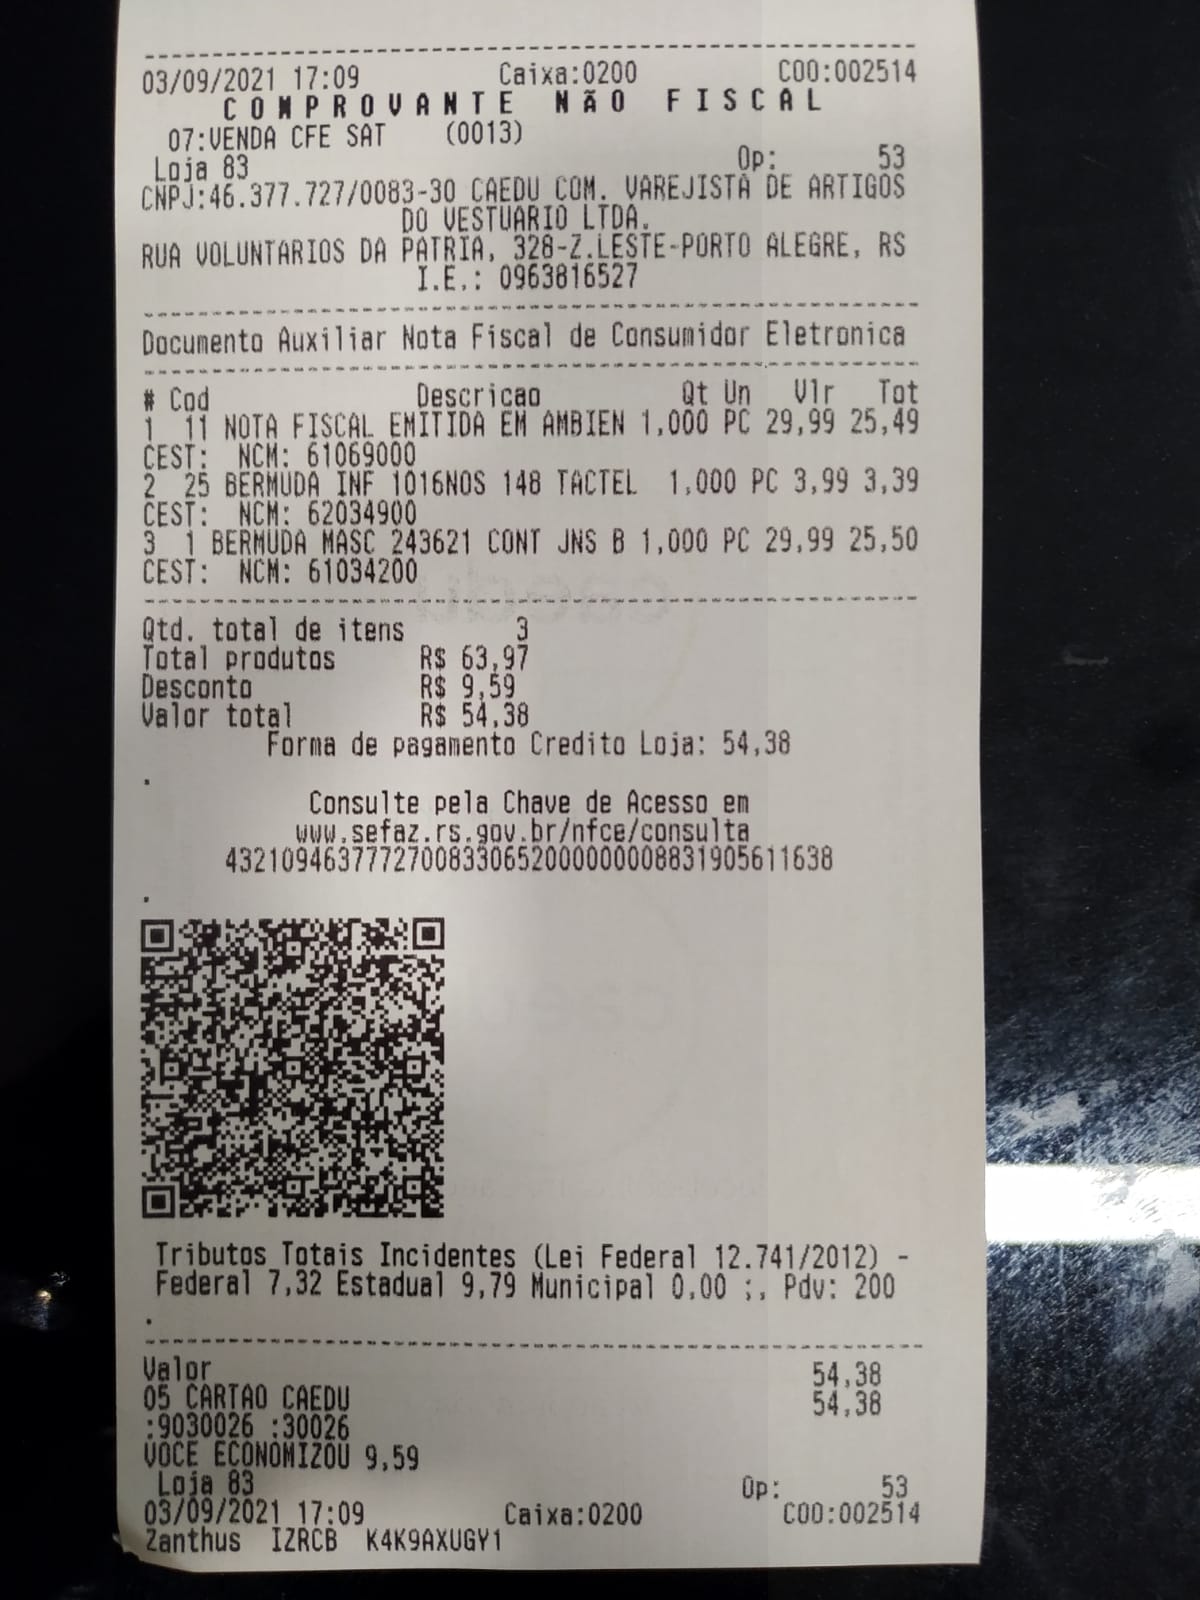 03/09/2021 17:09 Caixa:0200 COO:002514
COMPROVANTE NÃO FISCAL
07:VENDA CFE SAT (0013)
Loja 83 Op: 53
CNPJ:46.377.727/0083-30 CAEDU COM. VAREJISTA DE ARTIGOS
DO VESTUARIO LTDA.
RUA VOLUNTARIOS DA PATRIA, 328-Z.LESTE-PORTO ALEGRE, RS
I.E.: 0963816527
Documento Auxiliar Nota Fiscal de Consumidor Eletronica
# Cod Descricao Qt Un Vlr Tot
1 11 NOTA FISCAL EMITIDA EM AMBIEN 1,000 PC 29,99 25,49
CEST: NCM: 61069000
2 25 BERMUDA INF 1016NOS 148 TACTEL 1,000 PC 3,99 3,39
CEST: NCM: 62034900
3 1 BERMUDA MASC 243621 CONT JNS B 1,000 PC 29,99 25,50
CEST: NCM: 61034200
Qtd. total de itens 3
Total produtos R$ 63,97
Desconto R$ 9,59
Valor total R$ 54,38
Forma de pagamento Credito Loja: 54,38
.
Consulte pela Chave de Acesso em
www.sefaz.rs.gov.br/nfce/consulta
43210946377727008330652000000008831905611638
.
Tributos Totais Incidentes (Lei Federal 12.741/2012) -
Federal 7,32 Estadual 9,79 Municipal 0,00 ;, Pdv: 200
.
Valor 54,38
05 CARTAO CAEDU 54,38
:9030026 :30026
VOCE ECONOMIZOU 9,59
Loja 83 Op: 53
03/09/2021 17:09 Caixa:0200 COO:002514
Zanthus IZRCB K4K9AXUGY1